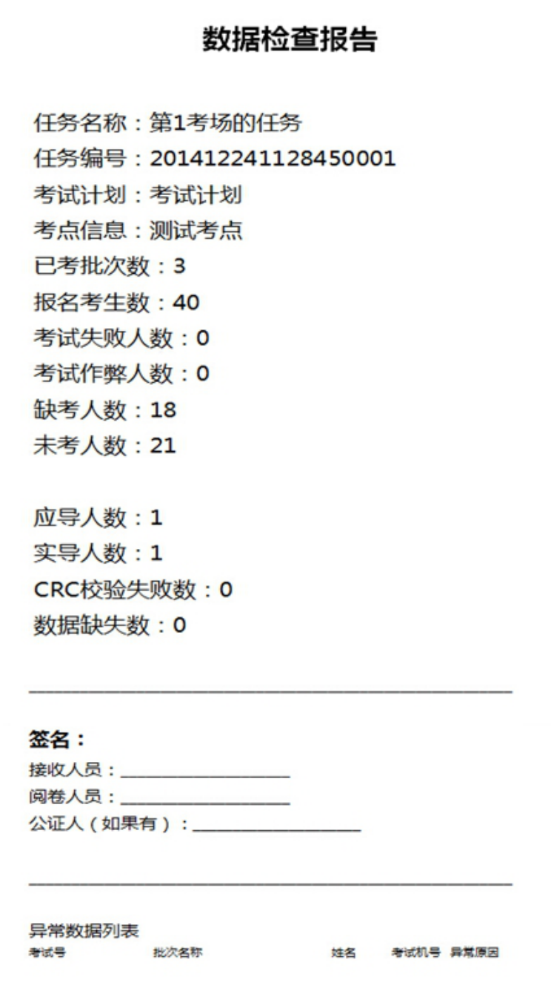 数据检查报告
任务名称：第1考场的任务
任务编号：201412241128450001
考试计划：考试计划
考点信息：测试考点
已考批次数：3
报名考生数：40
考试失败人数：0
考试作弊人数：0
缺考人数：18
未考人数：21
应导人数：1
实导人数：1
CRC校验失败数：0
数据缺失数：0
签名：
接收人员：____________________
阅卷人员：____________________
公证人（如果有）：____________________
异常数据列表
考试号 批次名称 姓名 考试机号 异常原因